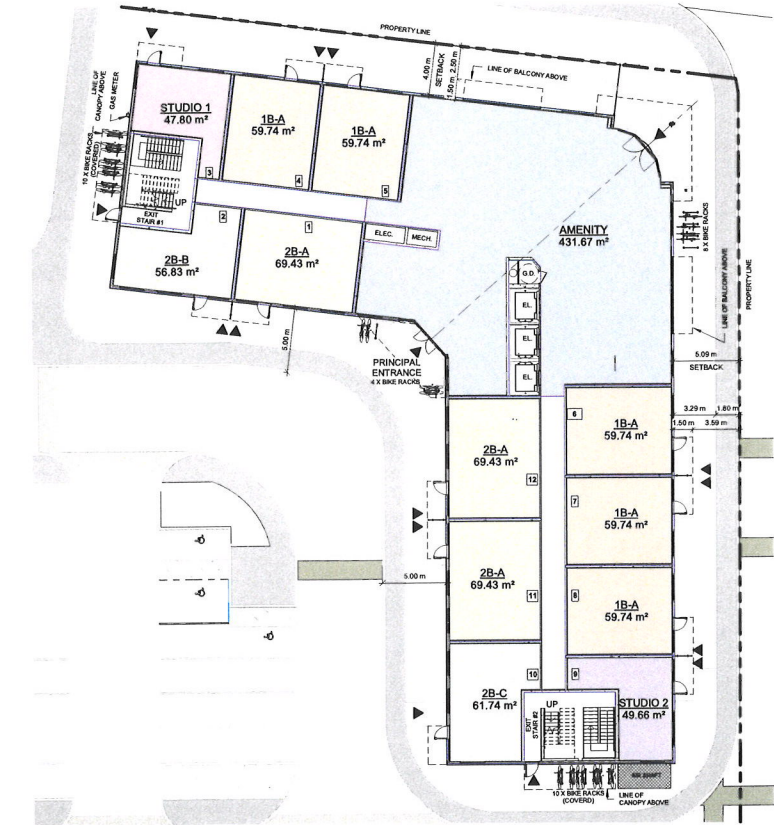 PROPERTY LINE
4.00 m
SETBACK
2.50 m
1.50 m
LINE OF BALCONY ABOVE
LINE OF
CANOPY ABOVE
GAS METER
10 X BIKE RACKS
(COVERED)
STUDIO 1
47.80 m²
3
1B-A
59.74 m²
4
1B-A
59.74 m²
5
UP
EXIT
STAIR #1
2
2B-B
56.83 m²
1
2B-A
69.43 m²
ELEC.
MECH.
AMENITY
431.67 m²
G.D.
EL.
EL.
EL.
8 X BIKE RACKS
LINE OF BALCONY ABOVE
PROPERTY LINE
5.00 m
PRINCIPAL
ENTRANCE
4 X BIKE RACKS
5.09 m
SETBACK
3.29 m
1.80 m
1.50 m
3.59 m
6
1B-A
59.74 m²
2B-A
69.43 m²
12
7
1B-A
59.74 m²
5.00 m
2B-A
69.43 m²
11
8
1B-A
59.74 m²
10
2B-C
61.74 m²
9
STUDIO 2
49.66 m²
UP
EXIT
STAIR #2
10 X BIKE RACKS
(COVERD)
LINE OF
CANOPY ABOVE